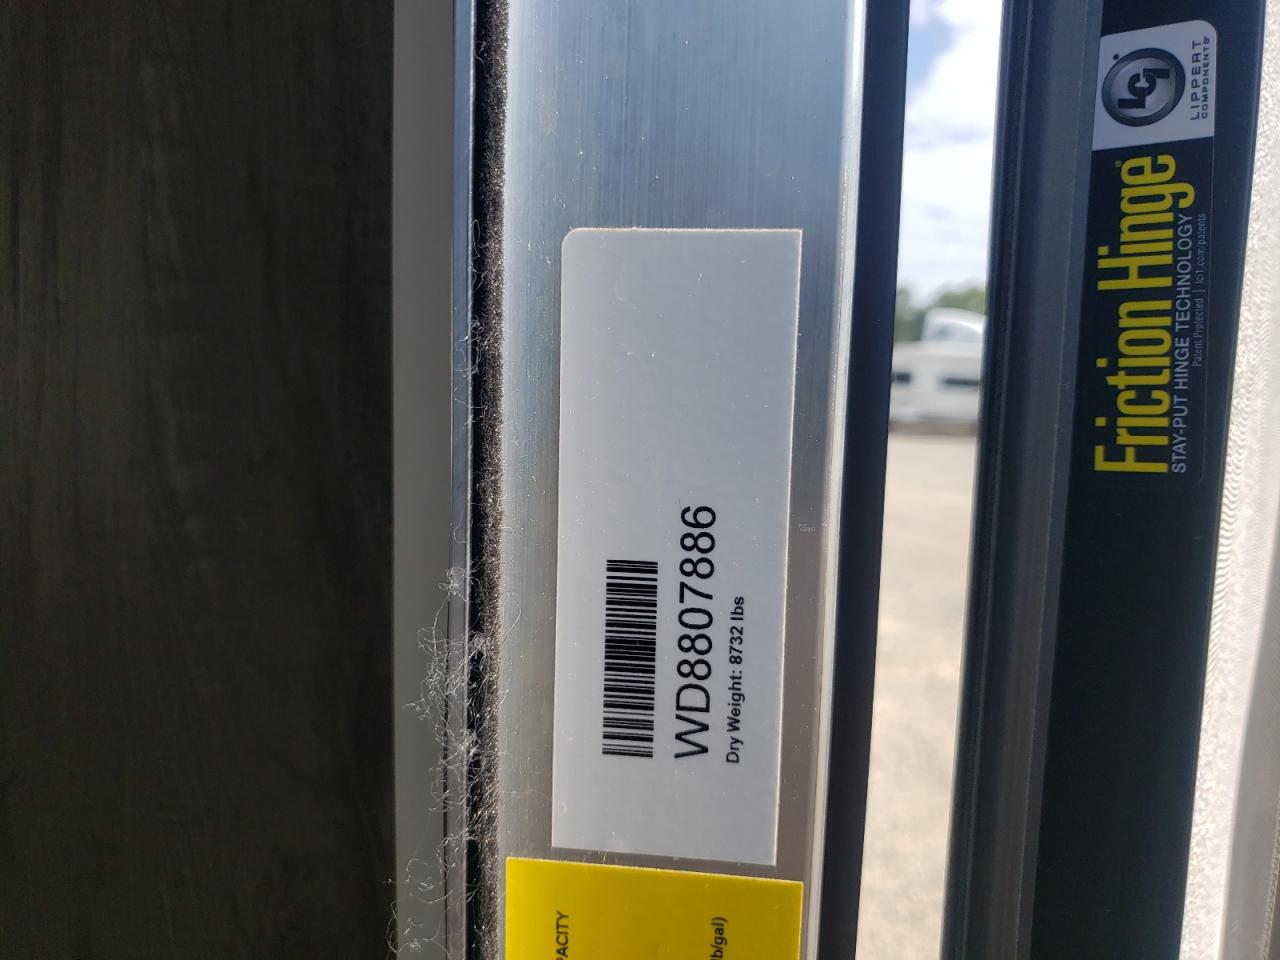 WD8807886
Dry Weight: 8732 lbs
LCI
LIPPERT
COMPONENTS
Friction Hinge
STAY-PUT HINGE TECHNOLOGY
Patent Protected | lci1.com/patents
PACITY
lb/gal)